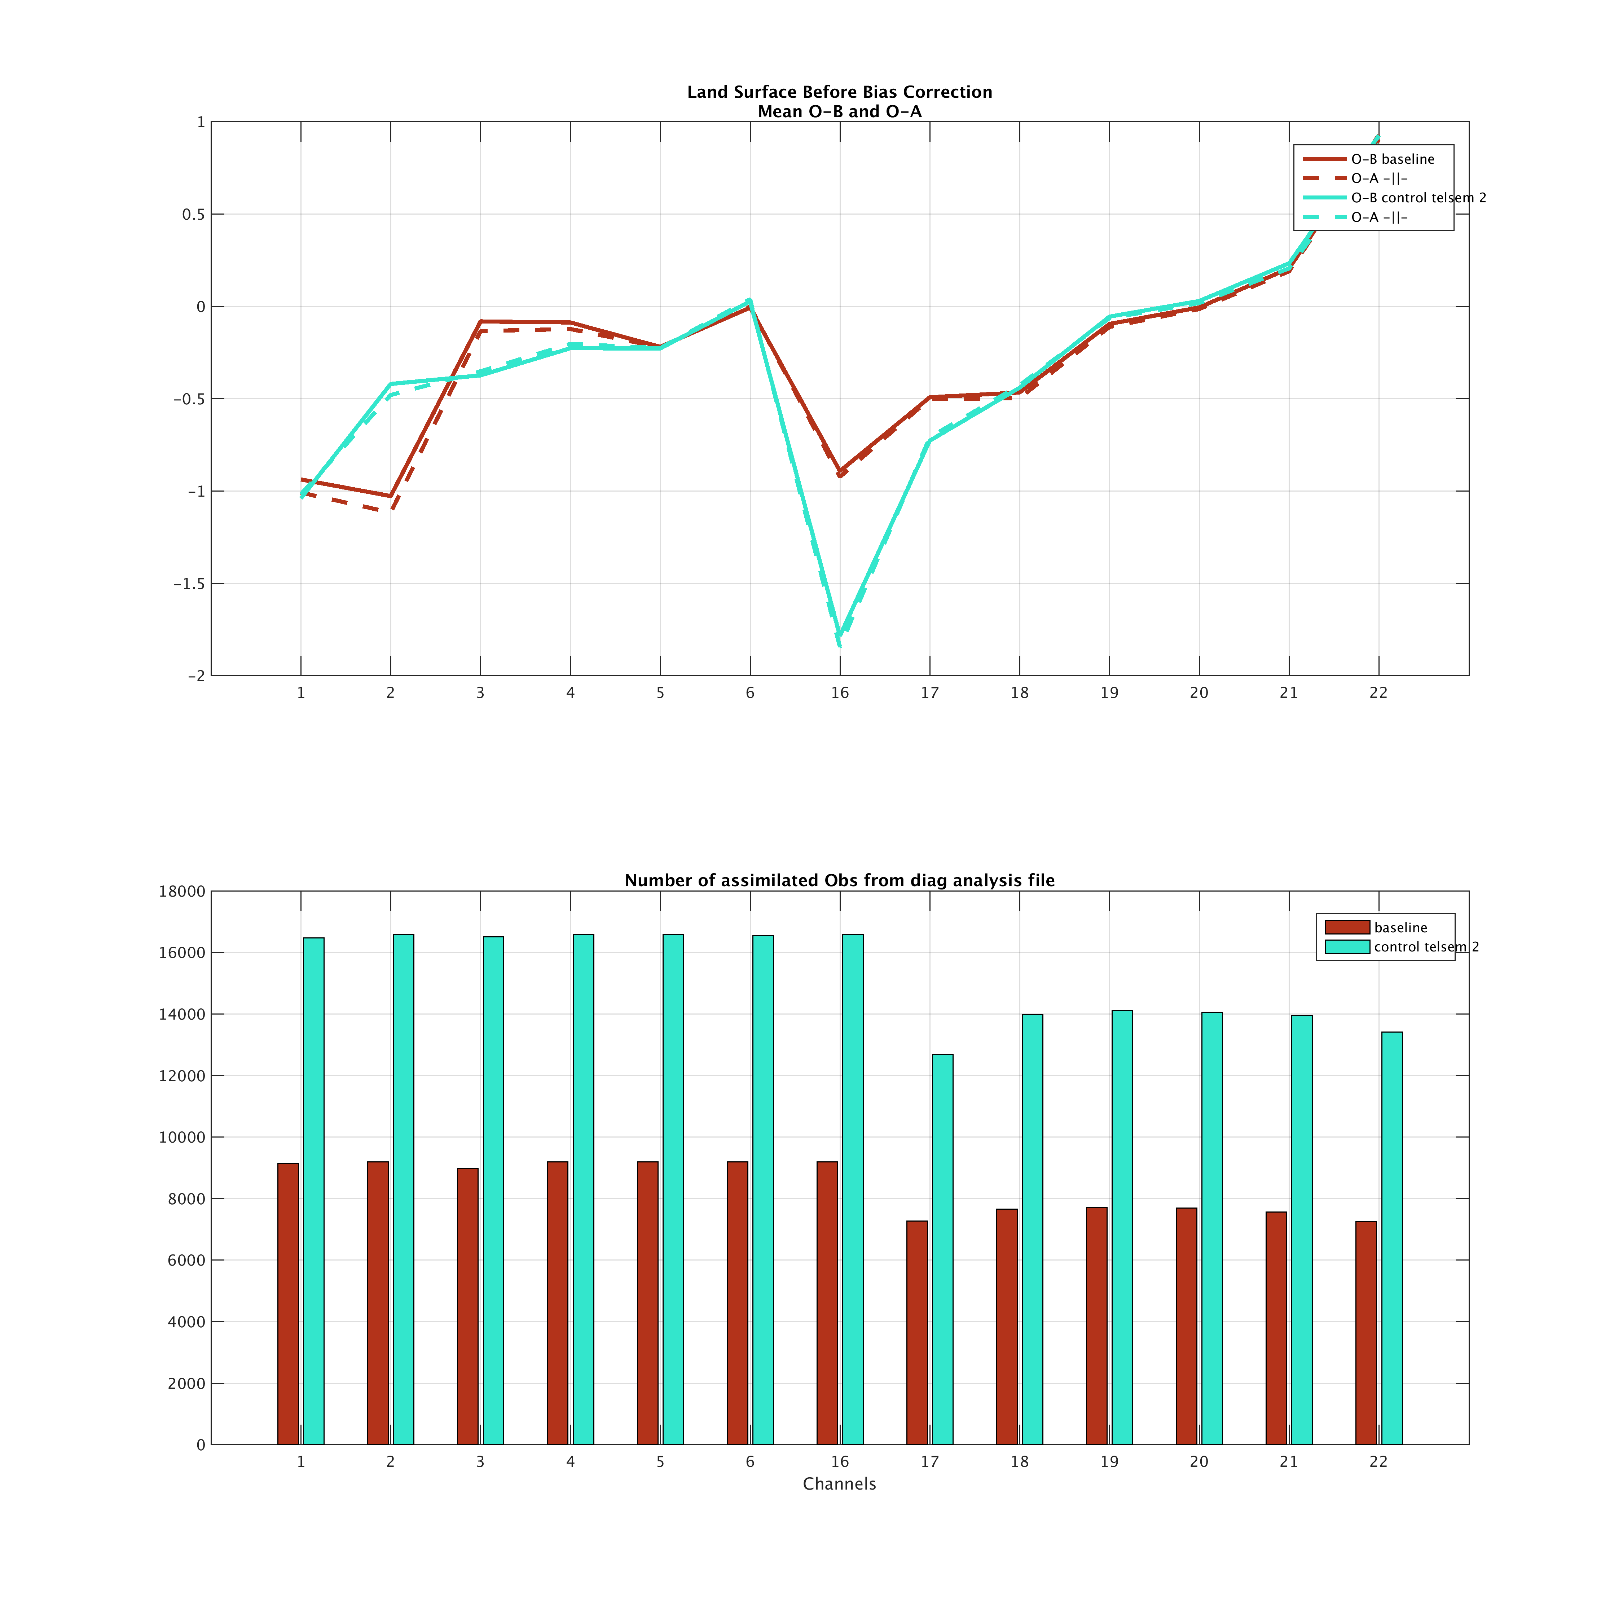 Land Surface Before Bias Correction
Mean O-B and O-A
1
0.5
0
-0.5
-1
-1.5
-2
O-B baseline
O-A -||-
O-B control telsem 2
O-A -||-
1 2 3 4 5 6 16 17 18 19 20 21 22
Number of assimilated Obs from diag analysis file
18000
16000
14000
12000
10000
8000
6000
4000
2000
0
baseline
control telsem 2
1 2 3 4 5 6 16 17 18 19 20 21 22
Channels